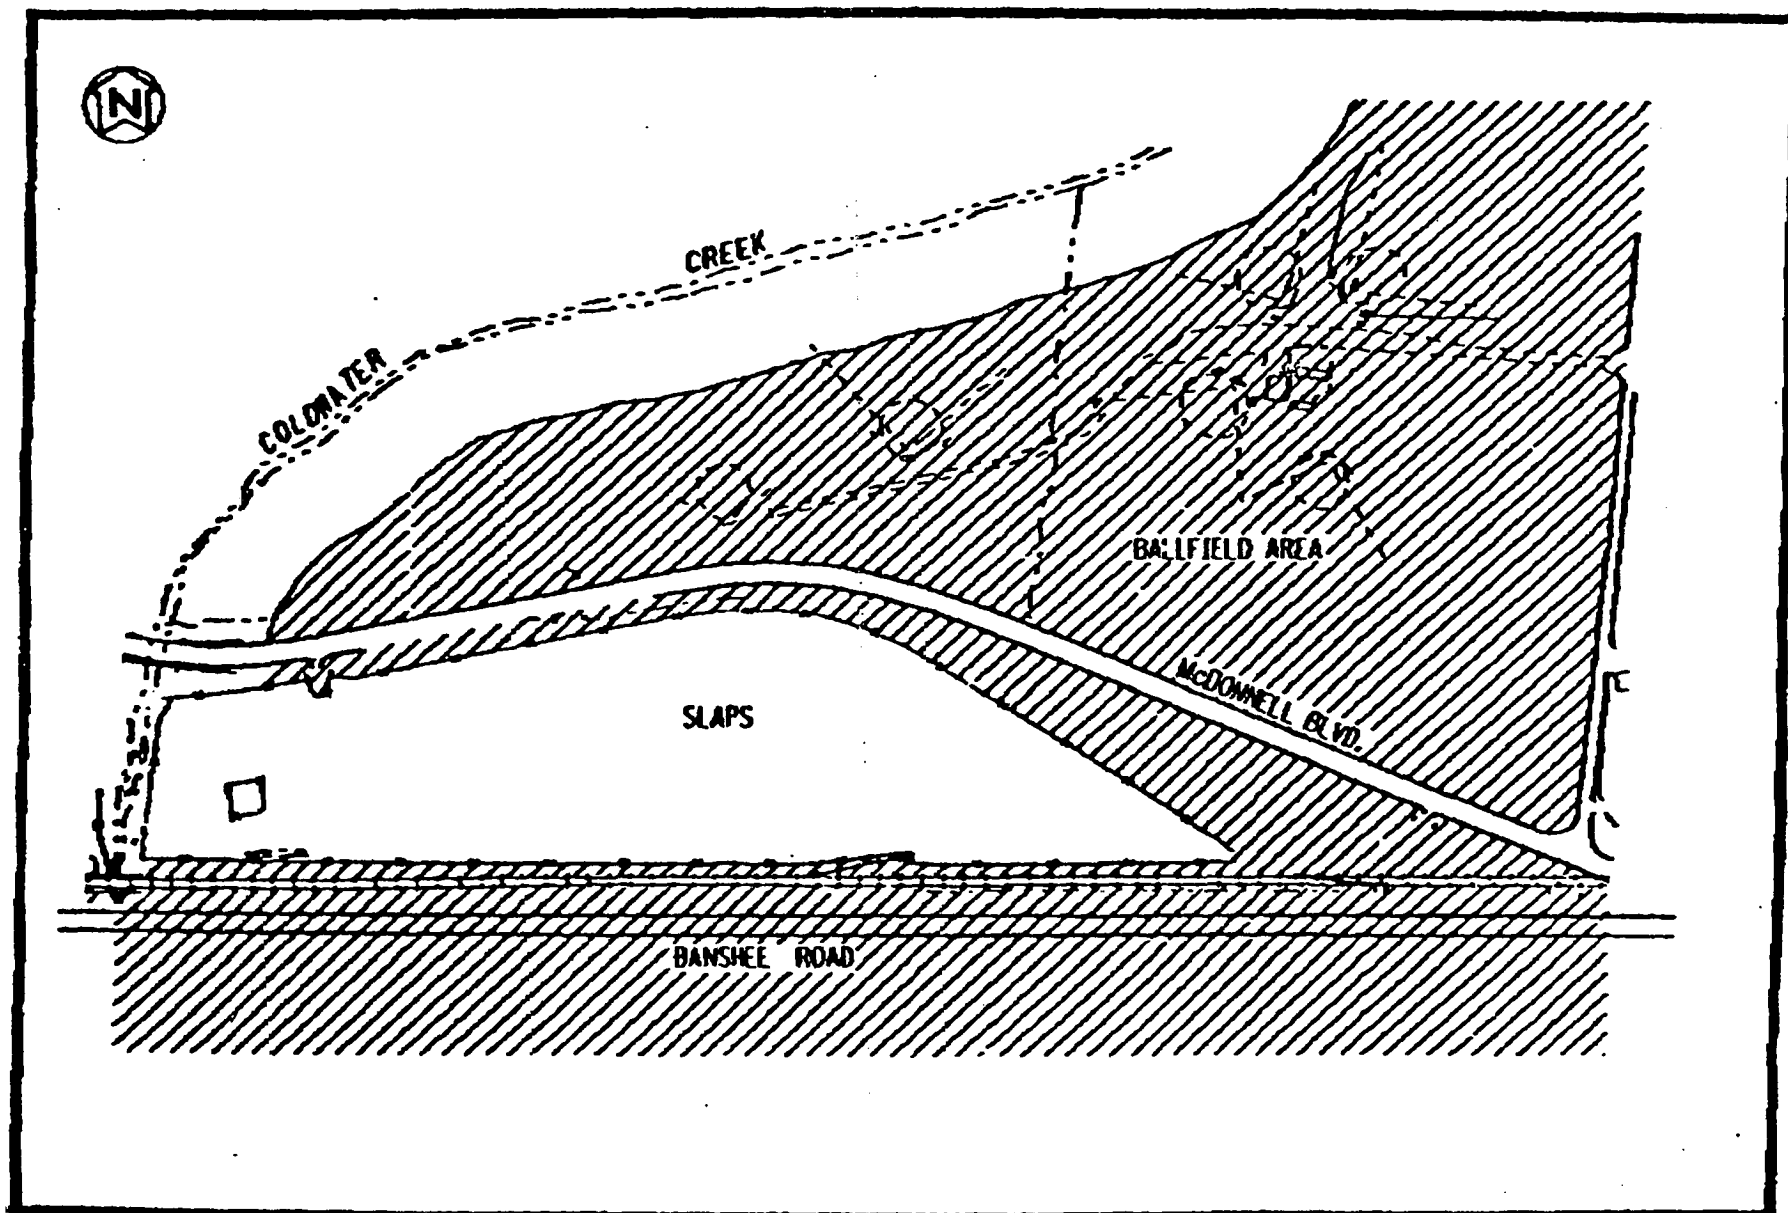 N
CREEK
COLDWATER
BALLFIELD AREA
McDONNELL BLVD.
SLAPS
BANSHEE ROAD